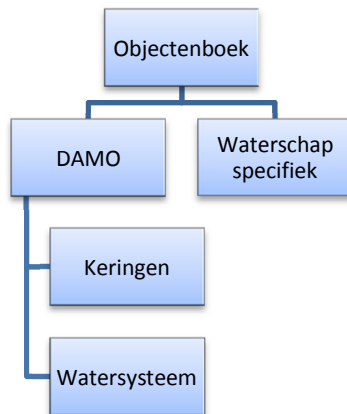 Objectenboek
DAMO
Waterschap
specifiek
Keringen
Watersysteem